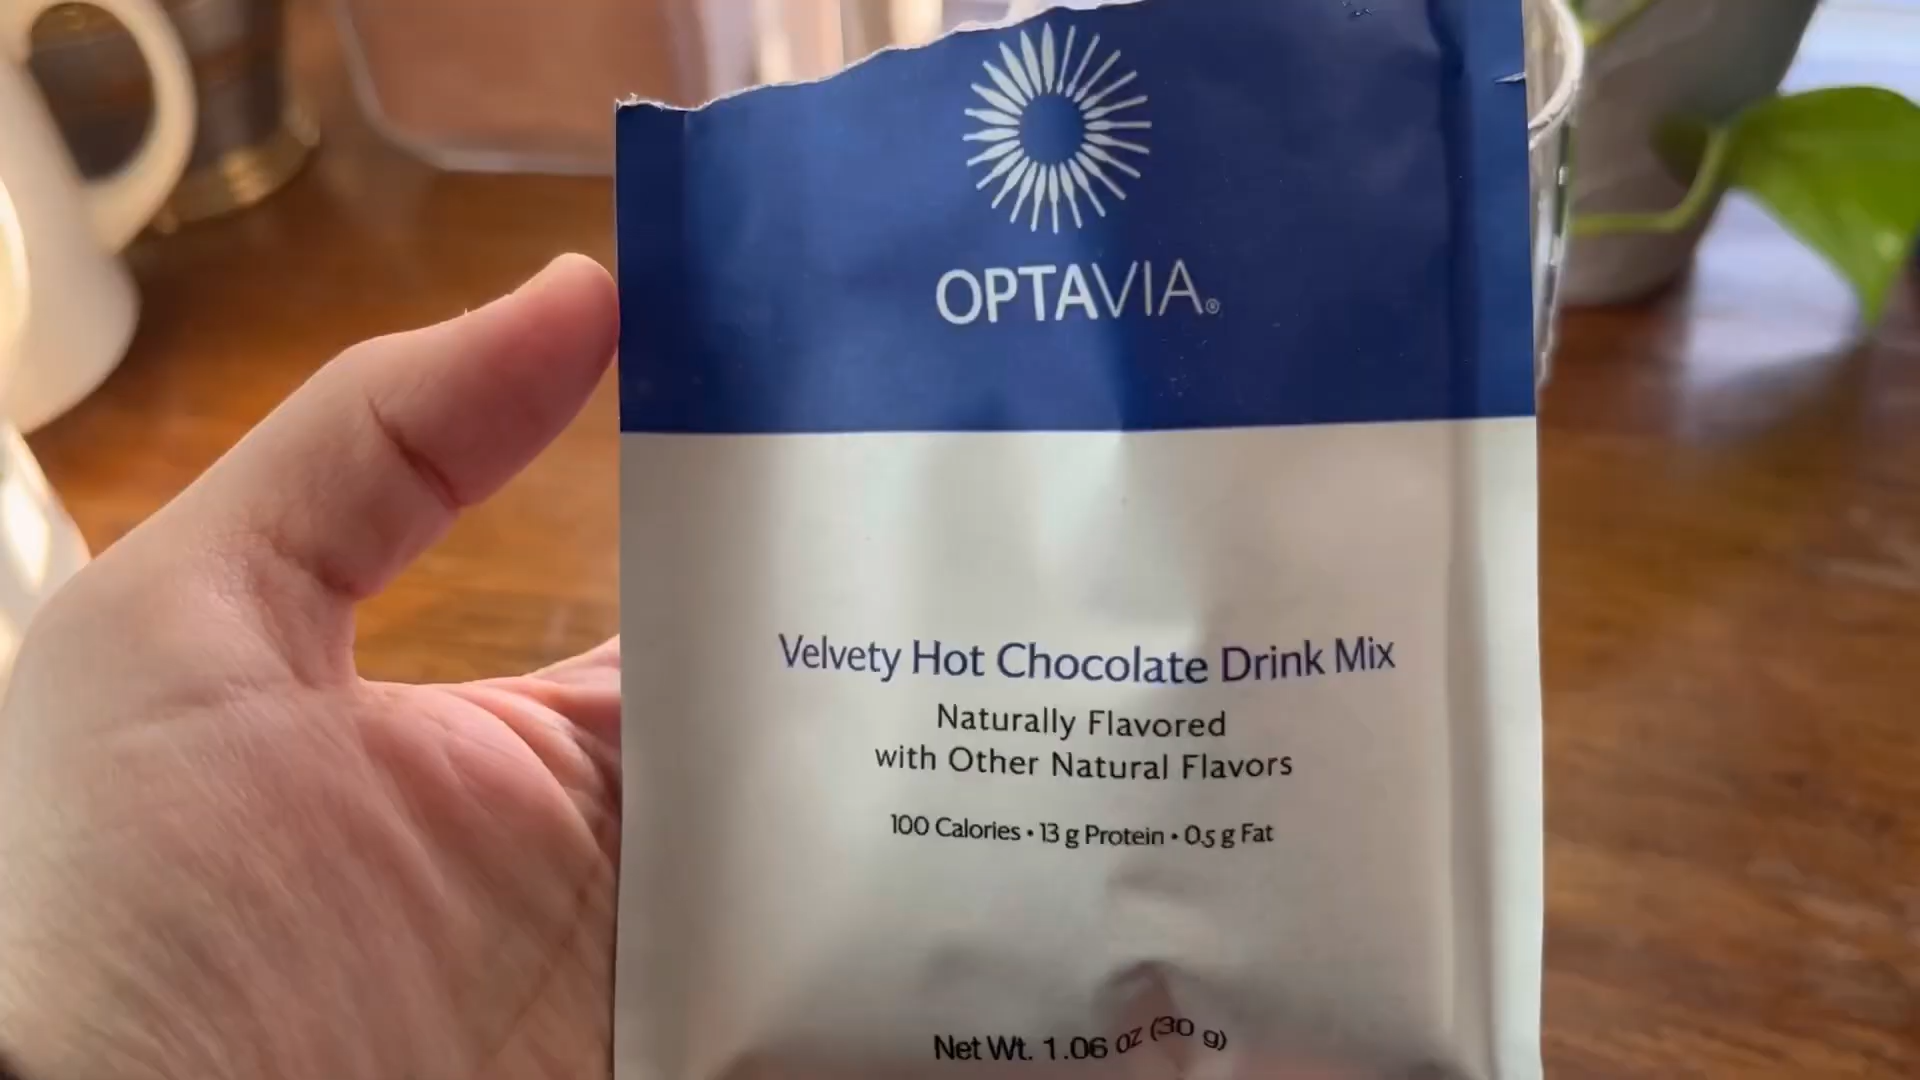 OPTAVIA®
Velvety Hot Chocolate Drink Mix
Naturally Flavored
with Other Natural Flavors
100 Calories • 13 g Protein • 0.5 g Fat
Net Wt. 1.06 oz (30 g)